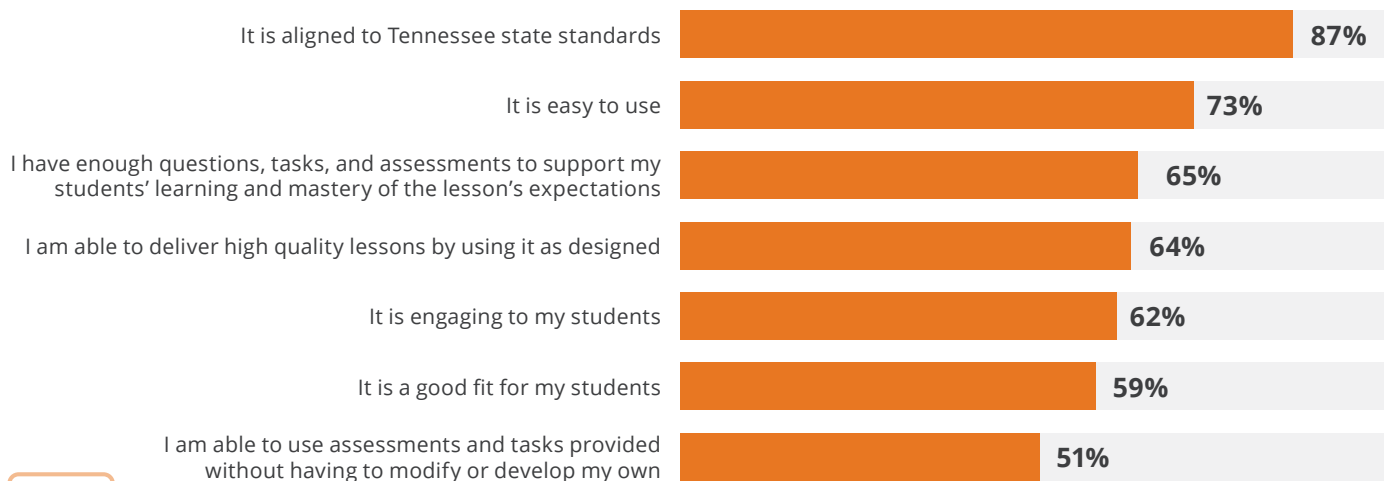 It is aligned to Tennessee state standards
87%
It is easy to use
73%
I have enough questions, tasks, and assessments to support my
students’ learning and mastery of the lesson’s expectations
65%
I am able to deliver high quality lessons by using it as designed
64%
It is engaging to my students
62%
It is a good fit for my students
59%
I am able to use assessments and tasks provided
without having to modify or develop my own
51%